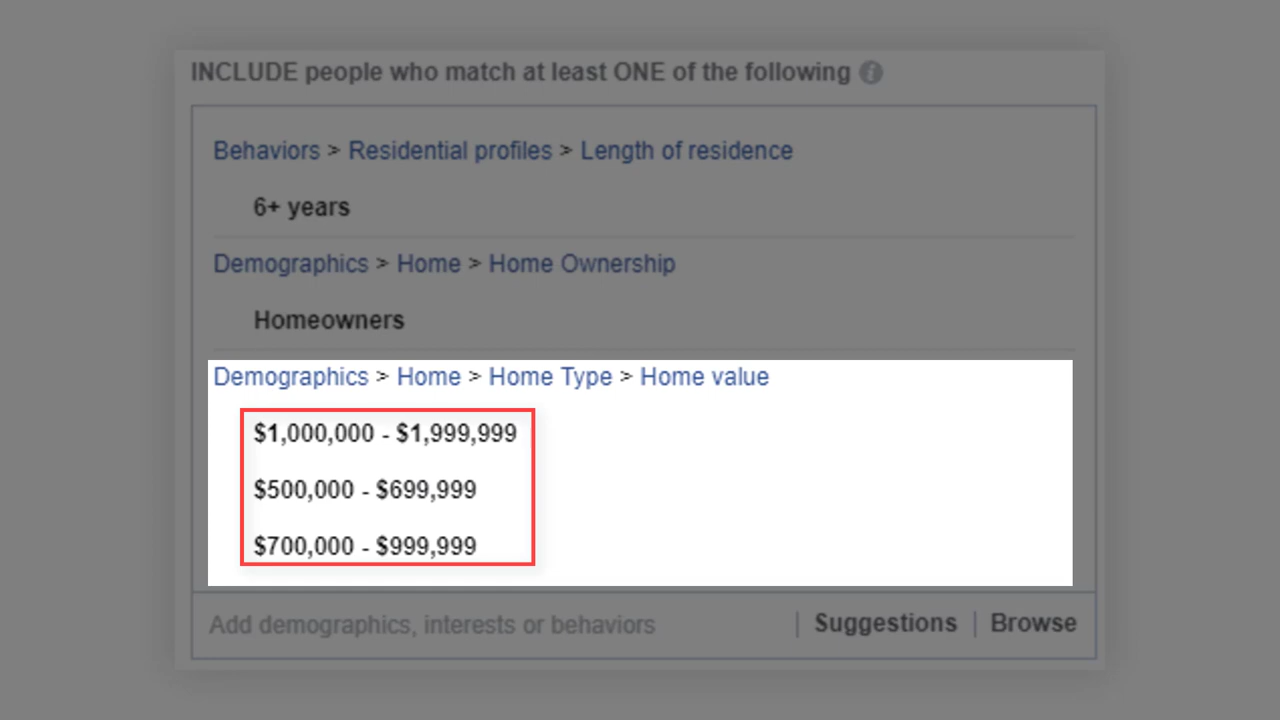 INCLUDE people who match at least ONE of the following
Behaviors > Residential profiles > Length of residence
6+ years
Demographics > Home > Home Ownership
Homeowners
Demographics > Home > Home Type > Home value
$1,000,000 - $1,999,999
$500,000 - $699,999
$700,000 - $999,999
Add demographics, interests or behaviors | Suggestions | Browse